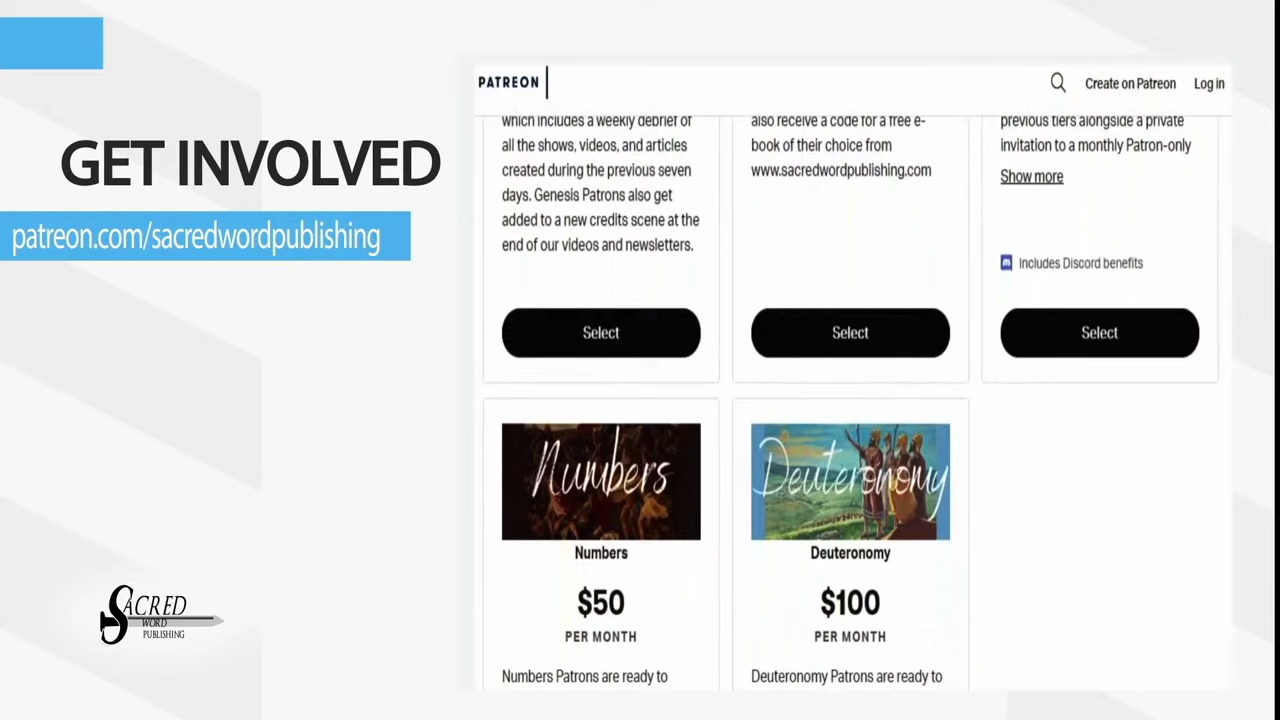 GET INVOLVED
patreon.com/sacredwordpublishing
SACRED
WORD
PUBLISHING
PATREON
Create on Patreon
Log in
which includes a weekly debrief of
all the shows, videos, and articles
created during the previous seven
days. Genesis Patrons also get
added to a new credits scene at the
end of our videos and newsletters.
Select
also receive a code for a free e-
book of their choice from
www.sacredwordpublishing.com
Select
previous tiers alongside a private
invitation to a monthly Patron-only
Show more
Includes Discord benefits
Select
Numbers
Numbers
$50
PER MONTH
Numbers Patrons are ready to
Deuteronomy
Deuteronomy
$100
PER MONTH
Deuteronomy Patrons are ready to